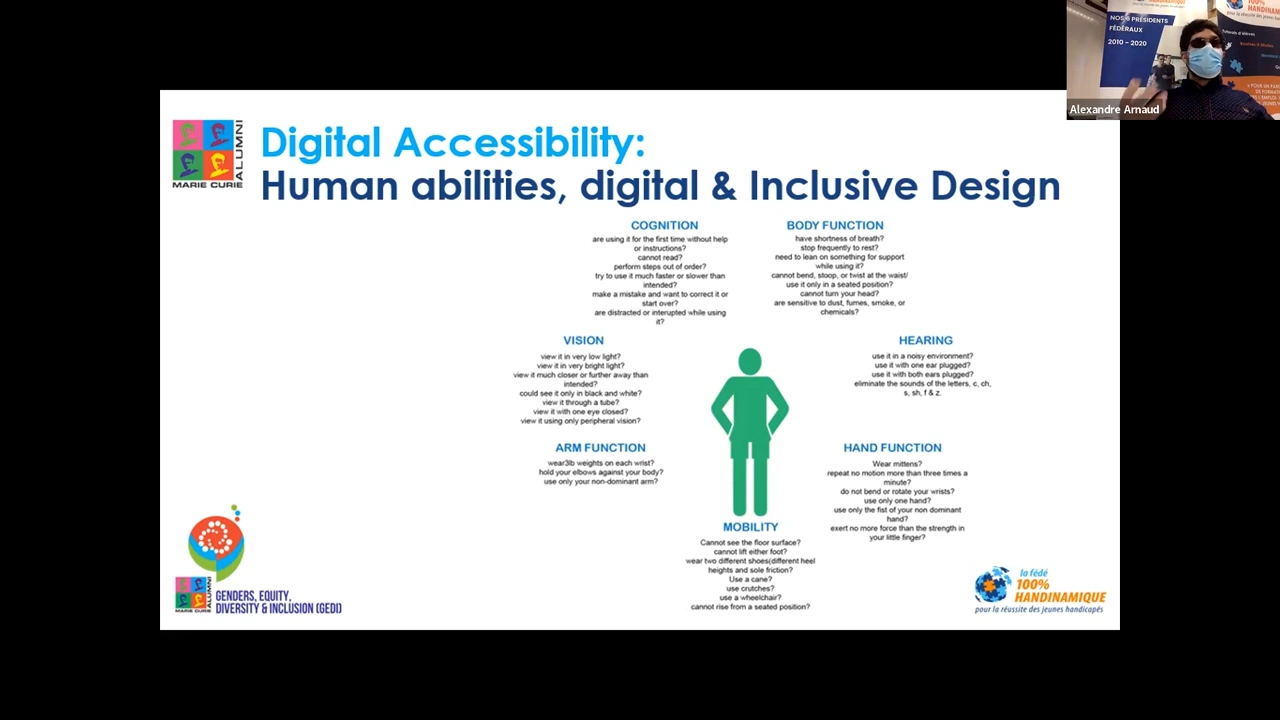 NOS 6 PRÉSIDENTS
FÉDÉRAUX
2010 - 2020
100%
HANDINAMIQUE
pour la réussite des jeunes handicapés
Alexandre Arnaud
MARIE CURIE
ALUMNI
Digital Accessibility:
Human abilities, digital & Inclusive Design
COGNITION
are using it for the first time without help
or instructions?
cannot read?
perform steps out of order?
try to use it much faster or slower than
intended?
make a mistake and want to correct it or
start over?
are distracted or interupted while using
it?
BODY FUNCTION
have shortness of breath?
stop frequently to rest?
need to lean on something for support
while using it?
cannot bend, stoop, or twist at the waist/
use it only in a seated position?
cannot turn your head?
are sensitive to dust, fumes, smoke, or
chemicals?
VISION
view it in very low light?
view it in very bright light?
view it much closer or further away than
intended?
could see it only in black and white?
view it through a tube?
view it with one eye closed?
view it using only peripheral vision?
HEARING
use it in a noisy environment?
use it with one ear plugged?
use it with both ears plugged?
eliminate the sounds of the letters, c, ch,
s, sh, f & z.
ARM FUNCTION
wear3lb weights on each wrist?
hold your elbows against your body?
use only your non-dominant arm?
HAND FUNCTION
Wear mittens?
repeat no motion more than three times a
minute?
do not bend or rotate your wrists?
use only one hand?
use only the fist of your non dominant
hand?
exert no more force than the strength in
your little finger?
MOBILITY
Cannot see the floor surface?
cannot lift either foot?
wear two different shoes(different heel
heights and sole friction?
Use a cane?
use crutches?
use a wheelchair?
cannot rise from a seated position?
MARIE CURIE
ALUMNI
GENDERS, EQUITY,
DIVERSITY & INCLUSION (GEDI)
la fédé
100%
HANDINAMIQUE
pour la réussite des jeunes handicapés